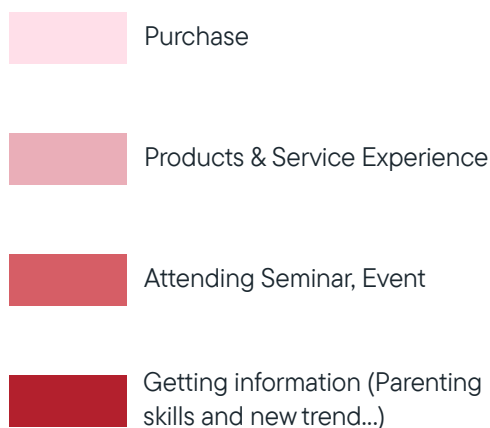 Purchase
Products & Service Experience
Attending Seminar, Event
Getting information (Parenting
skills and new trend...)